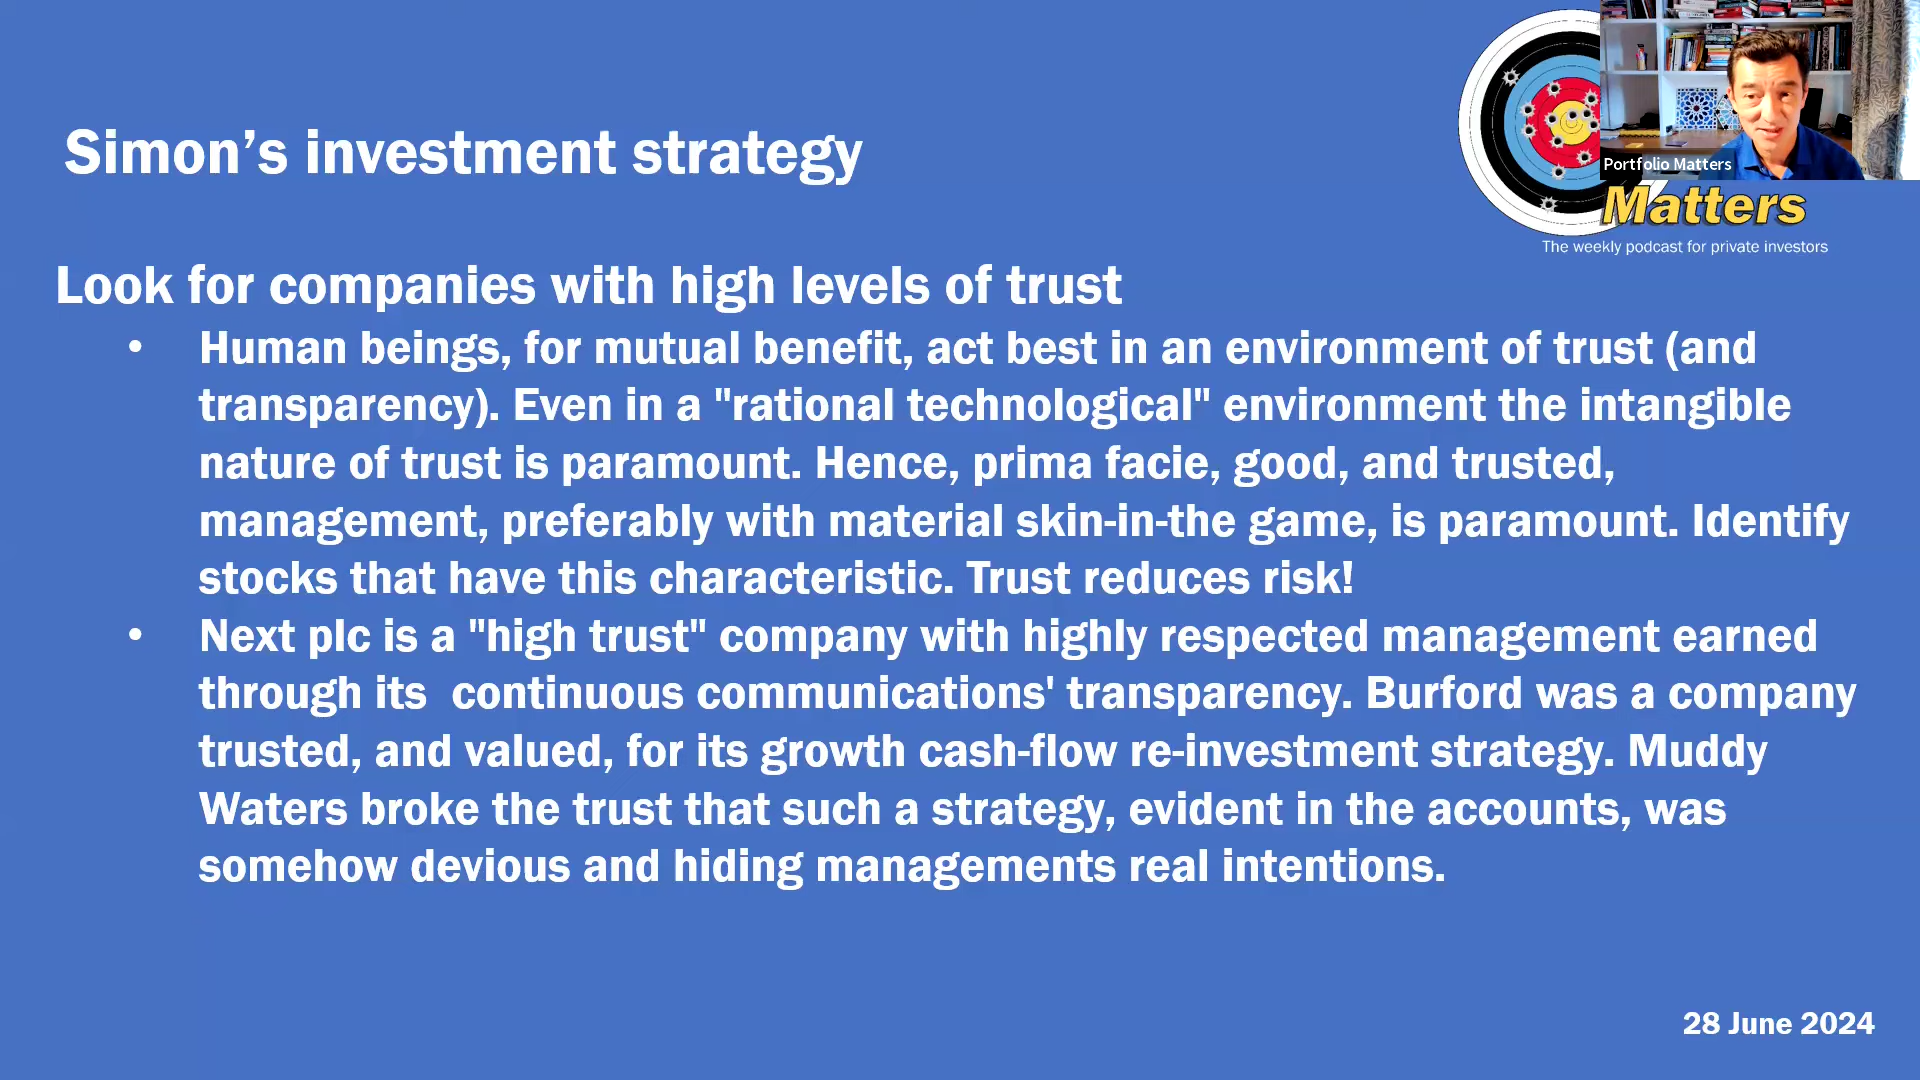 Simon’s investment strategy
Portfolio Matters
Matters
The weekly podcast for private investors
Look for companies with high levels of trust
• Human beings, for mutual benefit, act best in an environment of trust (and
transparency). Even in a "rational technological" environment the intangible
nature of trust is paramount. Hence, prima facie, good, and trusted,
management, preferably with material skin-in-the game, is paramount. Identify
stocks that have this characteristic. Trust reduces risk!
• Next plc is a "high trust" company with highly respected management earned
through its  continuous communications' transparency. Burford was a company
trusted, and valued, for its growth cash-flow re-investment strategy. Muddy
Waters broke the trust that such a strategy, evident in the accounts, was
somehow devious and hiding managements real intentions.
28 June 2024